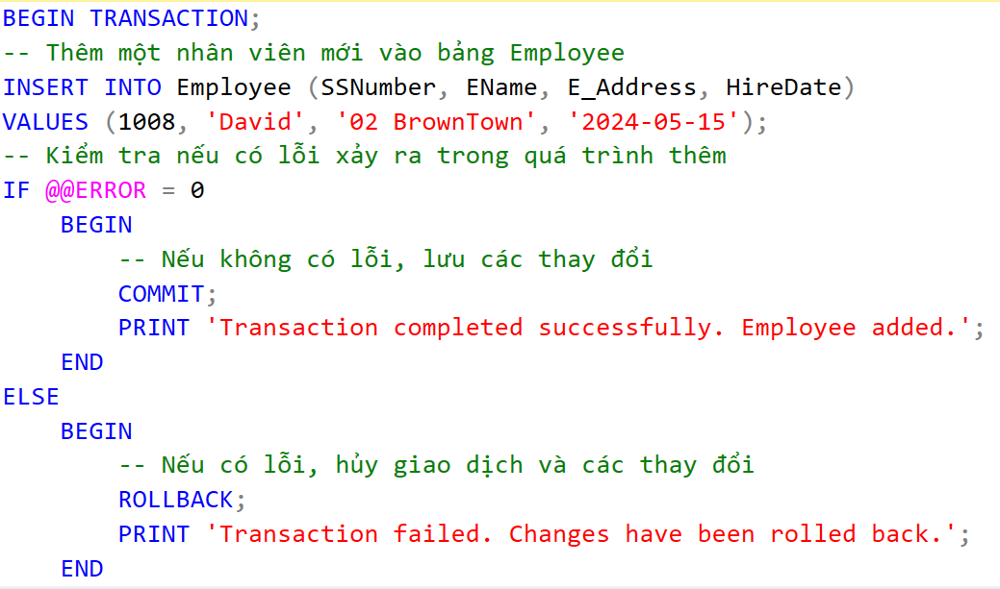 BEGIN TRANSACTION;
-- Thêm một nhân viên mới vào bảng Employee
INSERT INTO Employee (SSNumber, EName, E_Address, HireDate)
VALUES (1008, 'David', '02 BrownTown', '2024-05-15');
-- Kiểm tra nếu có lỗi xảy ra trong quá trình thêm
IF @@ERROR = 0
    BEGIN
        -- Nếu không có lỗi, lưu các thay đổi
        COMMIT;
        PRINT 'Transaction completed successfully. Employee added.';
    END
ELSE
    BEGIN
        -- Nếu có lỗi, hủy giao dịch và các thay đổi
        ROLLBACK;
        PRINT 'Transaction failed. Changes have been rolled back.';
    END